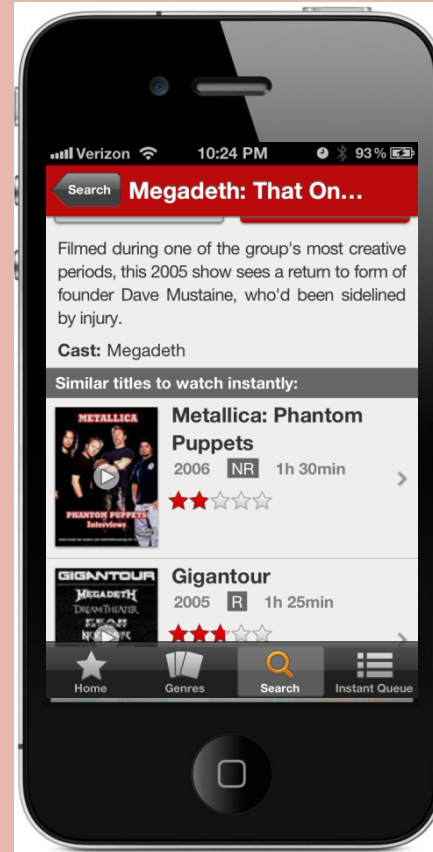 Verizon 10:24 PM 93%
Search Megadeth: That On...
Filmed during one of the group's most creative
periods, this 2005 show sees a return to form of
founder Dave Mustaine, who'd been sidelined
by injury.
Cast: Megadeth
Similar titles to watch instantly:
METALLICA
PHANTOM PUPPETS
Interviews
Metallica: Phantom
Puppets
2006 NR 1h 30min
GIGANTOUR
MEGADETH
DREAM THEATER
FEAR
FACTORY
Gigantour
2005 R 1h 25min
Home Genres Search Instant Queue